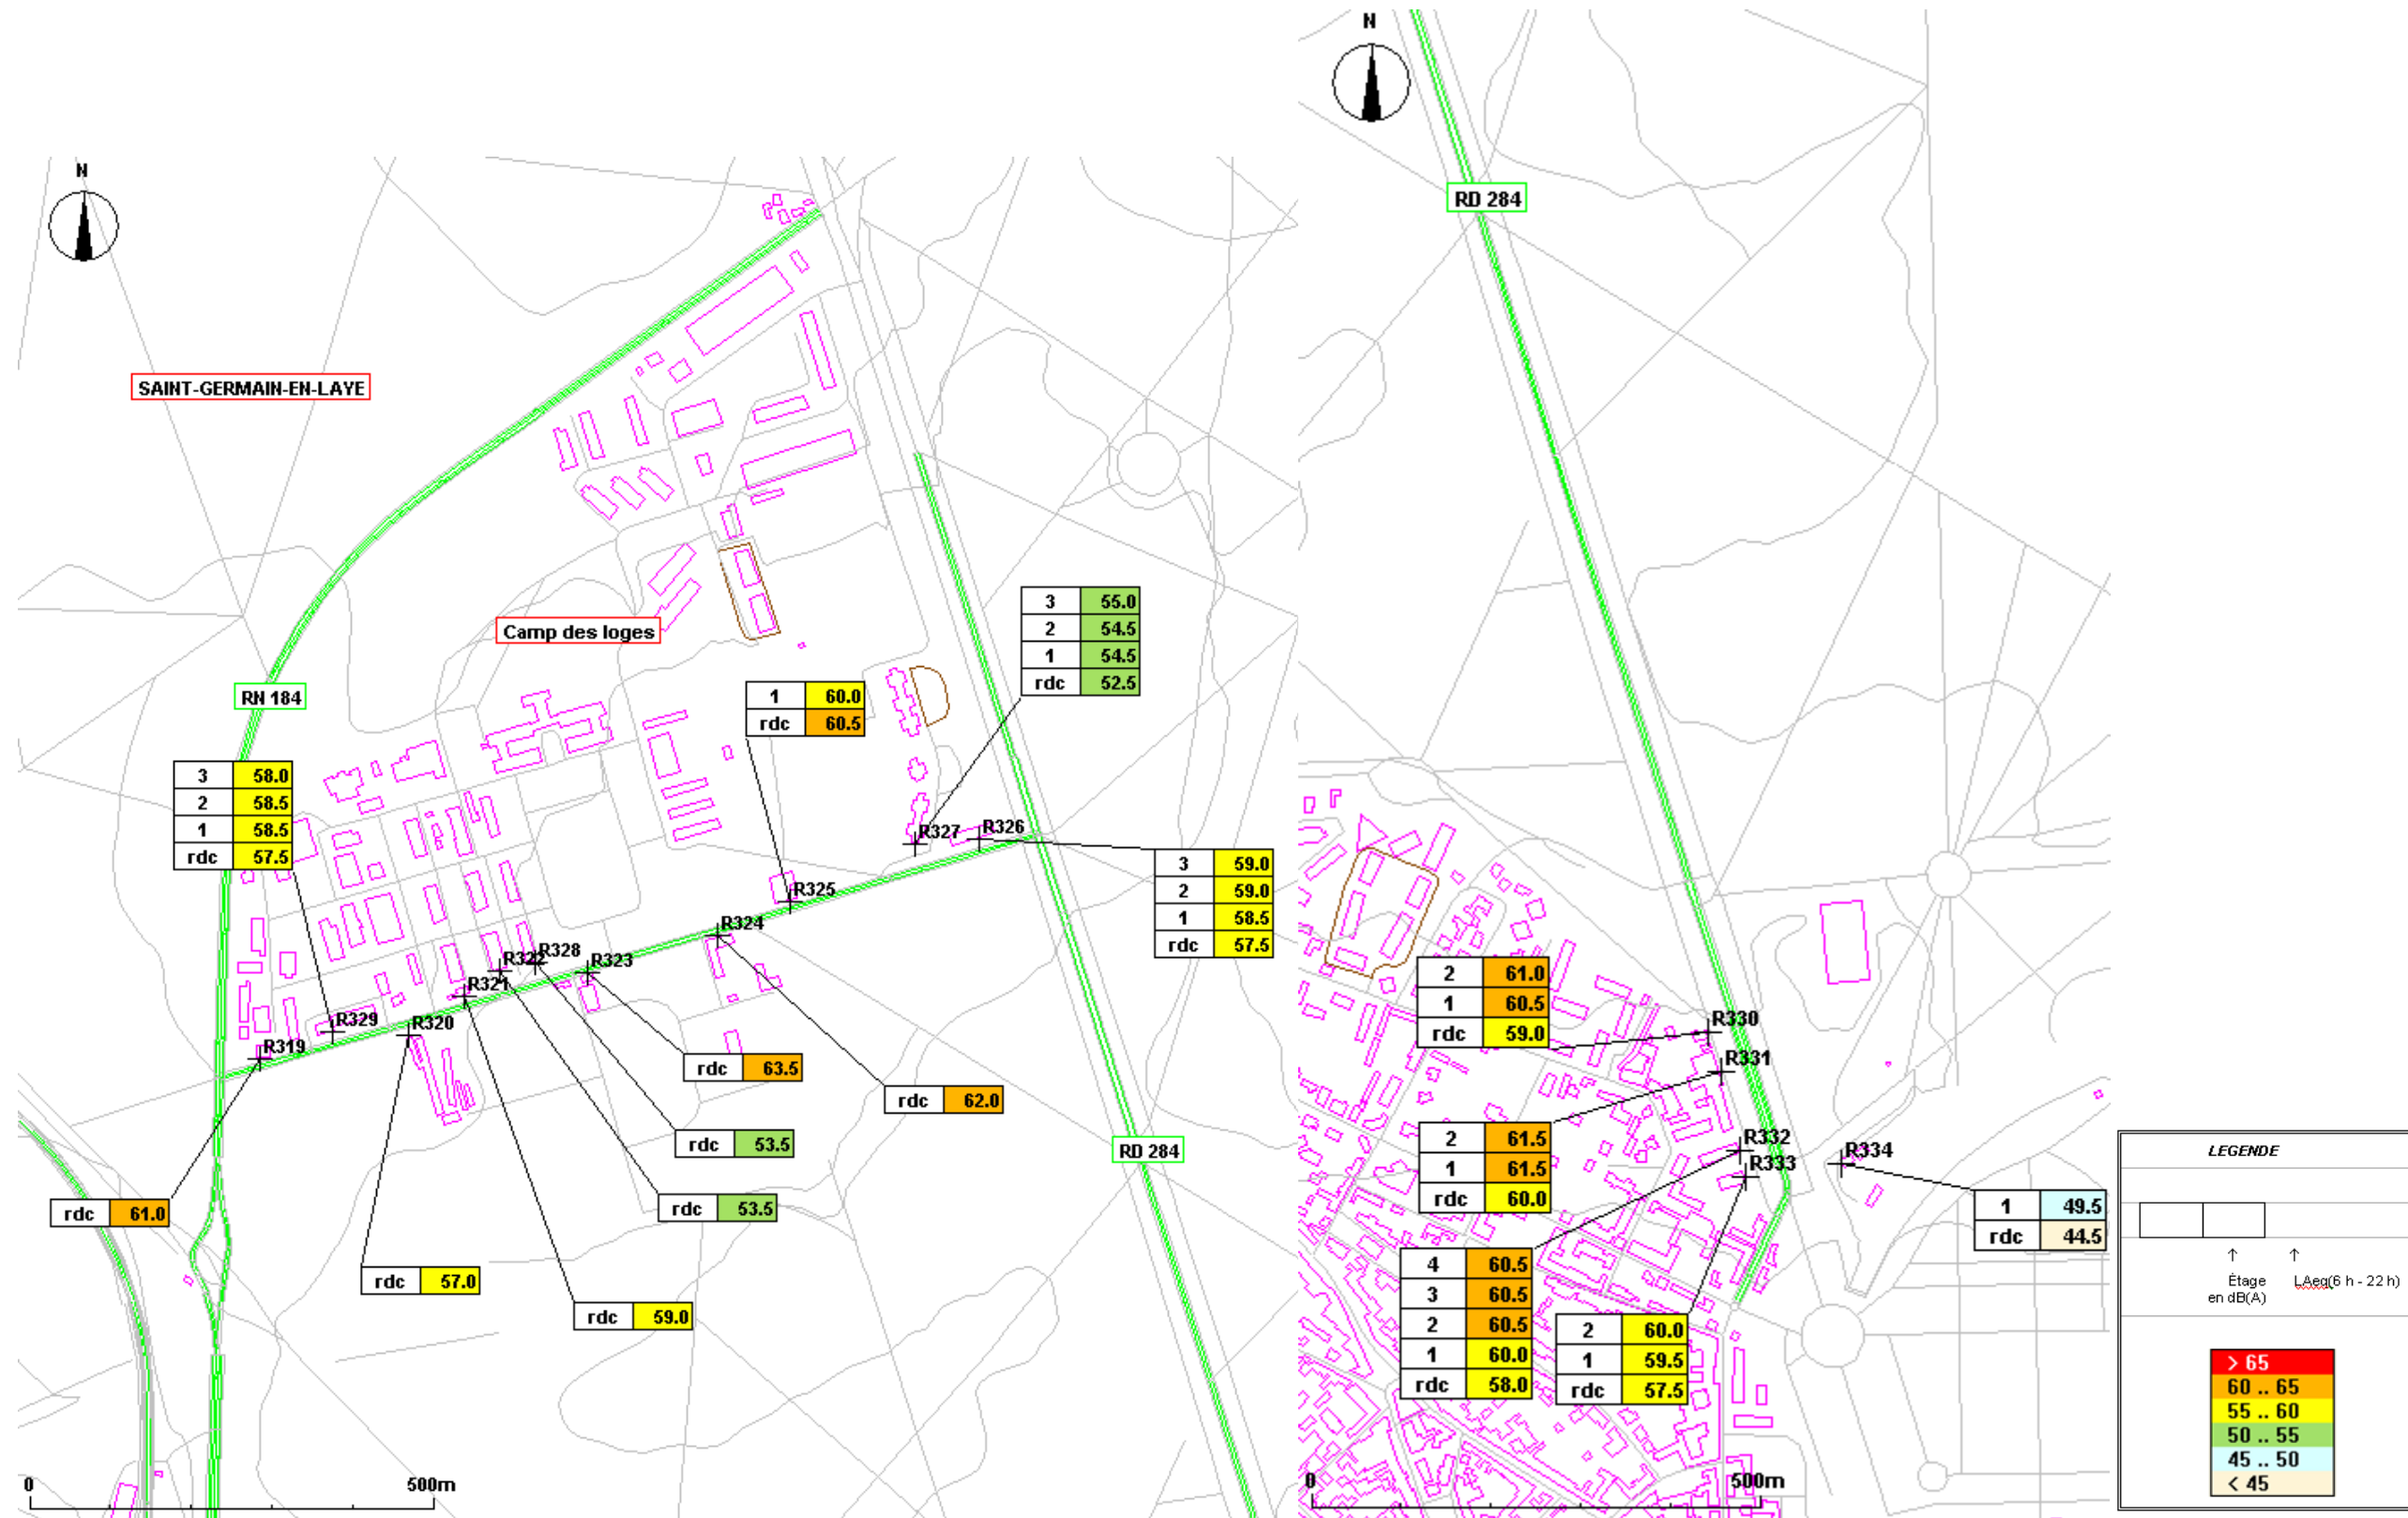 N
SAINT-GERMAIN-EN-LAYE
Camp des loges
RN 184
3 55.0
2 54.5
1 54.5
rdc 52.5
1 60.0
rdc 60.5
3 58.0
2 58.5
1 58.5
rdc 57.5
R327
R326
3 59.0
2 59.0
1 58.5
rdc 57.5
R325
R324
R328
R322
R323
R321
R329
R320
R319
rdc 63.5
rdc 62.0
rdc 53.5
rdc 53.5
rdc 61.0
rdc 57.0
rdc 59.0
RD 284
0 500m
N
RD 284
2 61.0
1 60.5
rdc 59.0
R330
R331
2 61.5
1 61.5
rdc 60.0
R332
R333
R334
1 49.5
rdc 44.5
4 60.5
3 60.5
2 60.5
1 60.0
rdc 58.0
2 60.0
1 59.5
rdc 57.5
0 500m
LEGENDE
↑ ↑
Étage LAeq(6 h - 22 h)
en dB(A)
> 65
60 .. 65
55 .. 60
50 .. 55
45 .. 50
< 45